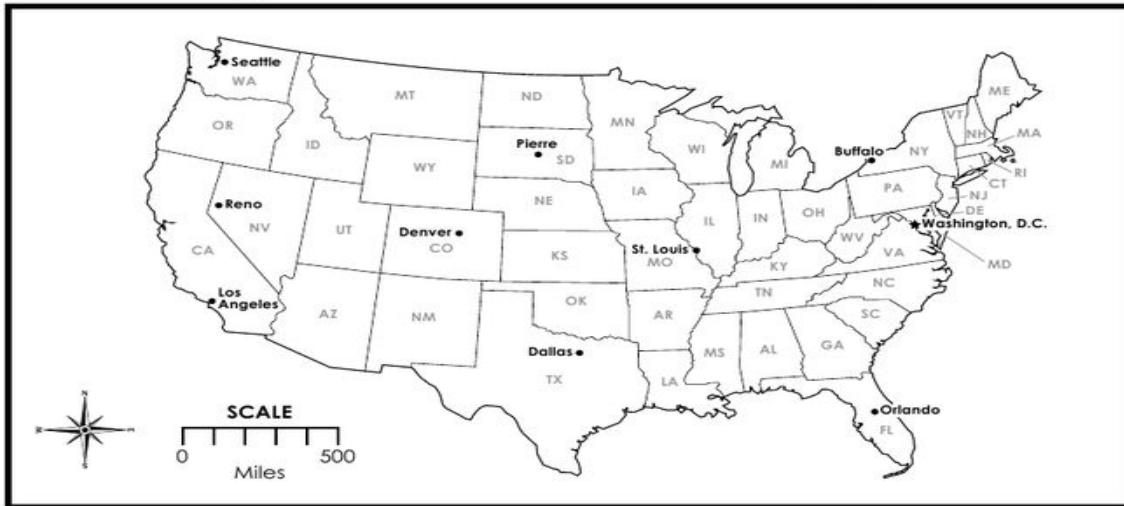 Seattle
WA
MT
ND
MN
ME
VT
NH
MA
OR
ID
Pierre
SD
WI
MI
Buffalo
NY
RI
CT
WY
IA
PA
NJ
DE
Reno
NV
UT
Denver
CO
NE
IL
IN
OH
Washington, D.C.
WV
VA
MD
CA
KS
St. Louis
MO
KY
Los
Angeles
AZ
NM
OK
AR
TN
NC
SC
Dallas
TX
LA
MS
AL
GA
Orlando
FL
N
W
E
S
SCALE
0
500
Miles